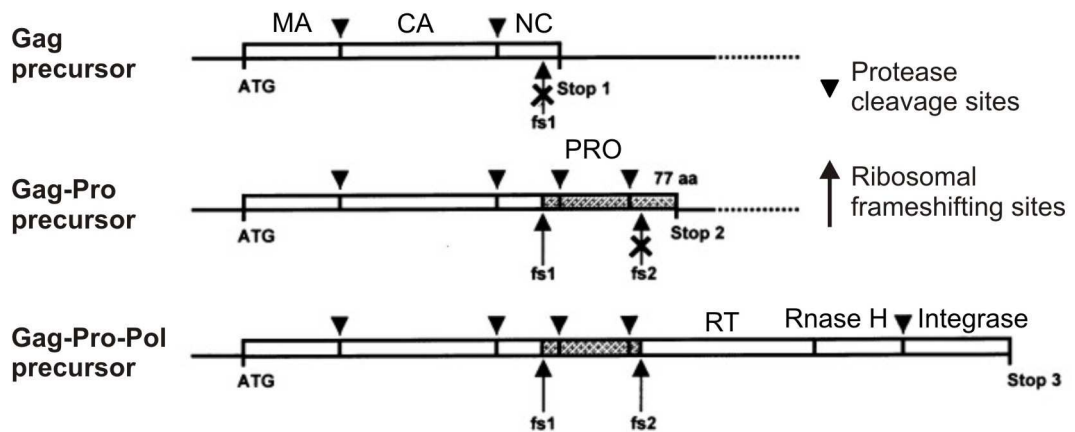 MA CA NC
Gag
precursor
ATG
Stop 1
fs1
Protease
cleavage sites
PRO
77 aa
Gag-Pro
precursor
ATG
Stop 2
fs1
fs2
Ribosomal
frameshifting sites
RT Rnase H Integrase
Gag-Pro-Pol
precursor
ATG
Stop 3
fs1
fs2